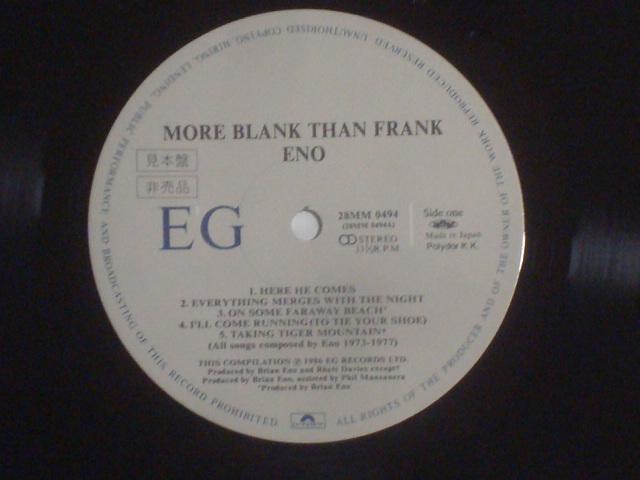 MORE BLANK THAN FRANK
ENO
見本盤
非売品
EG
28MM 0494
(28MM 0494A)
STEREO
33⅓R.P.M.
Side one
Made in Japan
Polydor K.K.
1. HERE HE COMES
2. EVERYTHING MERGES WITH THE NIGHT
3. ON SOME FARAWAY BEACH°
4. I'LL COME RUNNING (TO TIE YOUR SHOE)
5. TAKING TIGER MOUNTAIN+
(All songs composed by Eno 1973-1977)
THIS COMPILATION Ⓟ 1986 EG RECORDS LTD.
Produced by Brian Eno and Rhett Davies except+
Produced by Brian Eno, assisted by Phil Manzanera
°Produced by Brian Eno
ALL RIGHTS OF THE PRODUCER AND OF THE OWNER OF THE WORK REPRODUCED RESERVED. UNAUTHORISED COPYING, HIRING, LENDING, PUBLIC PERFORMANCE AND BROADCASTING OF THIS RECORD PROHIBITED.